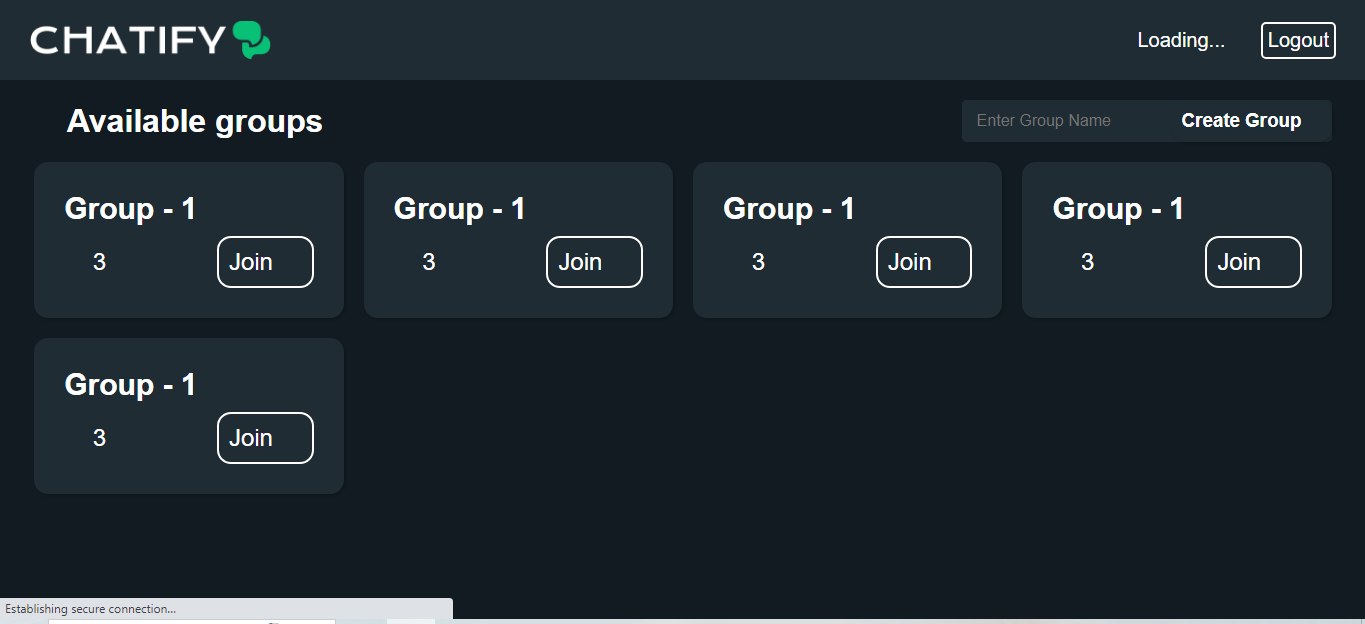 CHATIFY
Loading... Logout
Available groups
Enter Group Name Create Group
Group - 1 Group - 1 Group - 1 Group - 1
3 Join 3 Join 3 Join 3 Join
Group - 1
3 Join
Establishing secure connection...